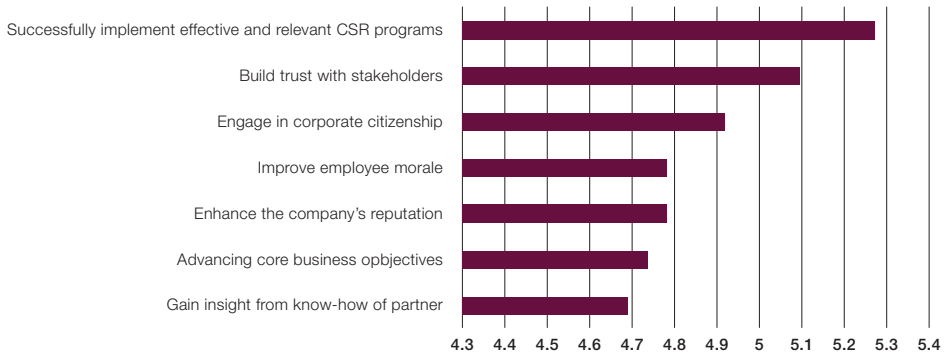 Successfully implement effective and relevant CSR programs
Build trust with stakeholders
Engage in corporate citizenship
Improve employee morale
Enhance the company’s reputation
Advancing core business opbjectives
Gain insight from know-how of partner
4.3 4.4 4.5 4.6 4.7 4.8 4.9 5 5.1 5.2 5.3 5.4